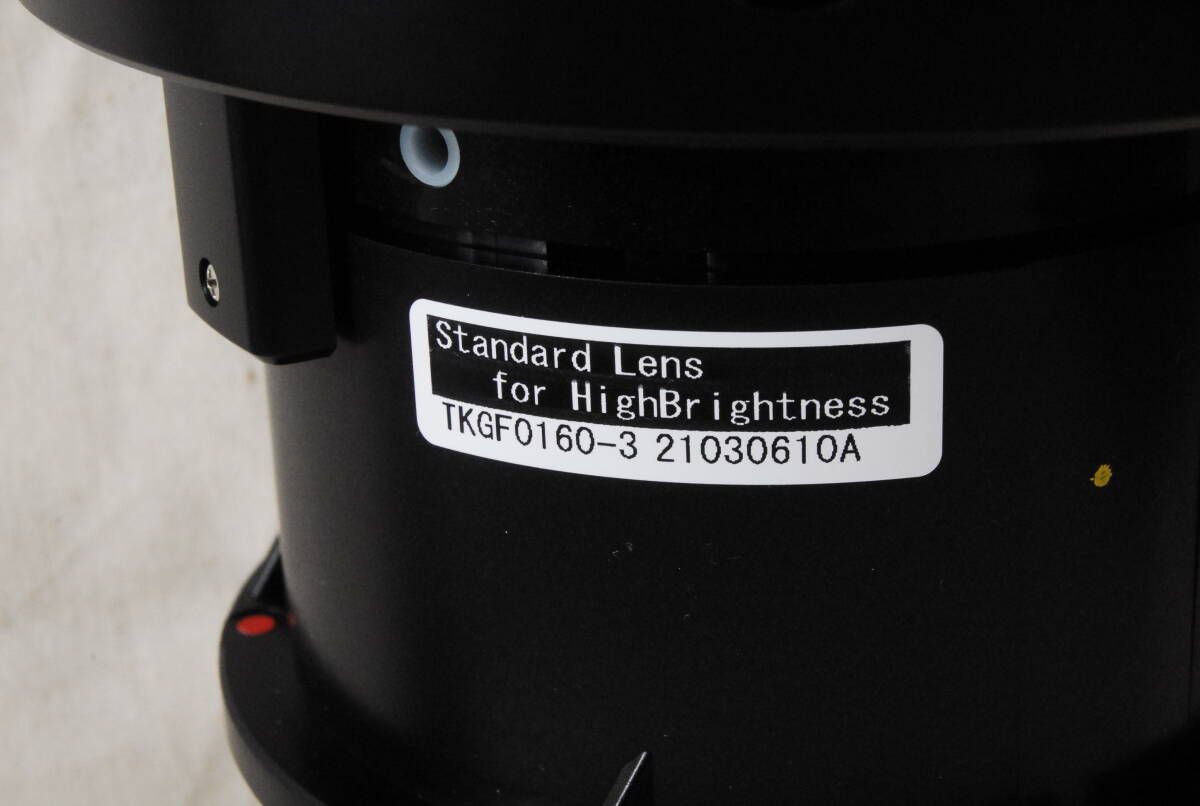 Standard Lens
for HighBrightness
TKGF0160-3 21030610A